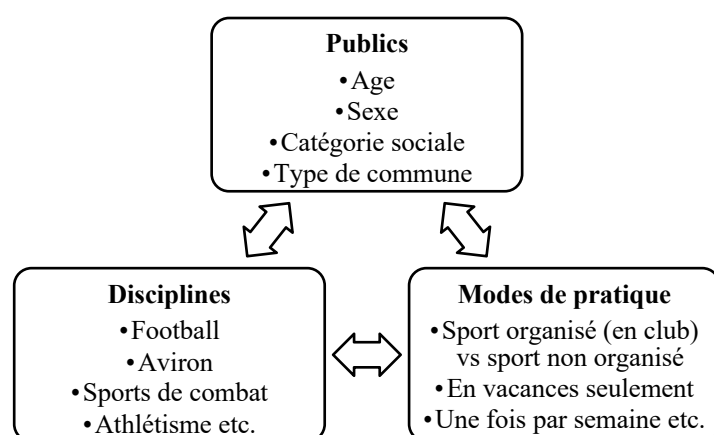 Publics
•Age
•Sexe
•Catégorie sociale
•Type de commune
Disciplines
•Football
•Aviron
•Sports de combat
•Athlétisme etc.
Modes de pratique
•Sport organisé (en club)
vs sport non organisé
•En vacances seulement
•Une fois par semaine etc.